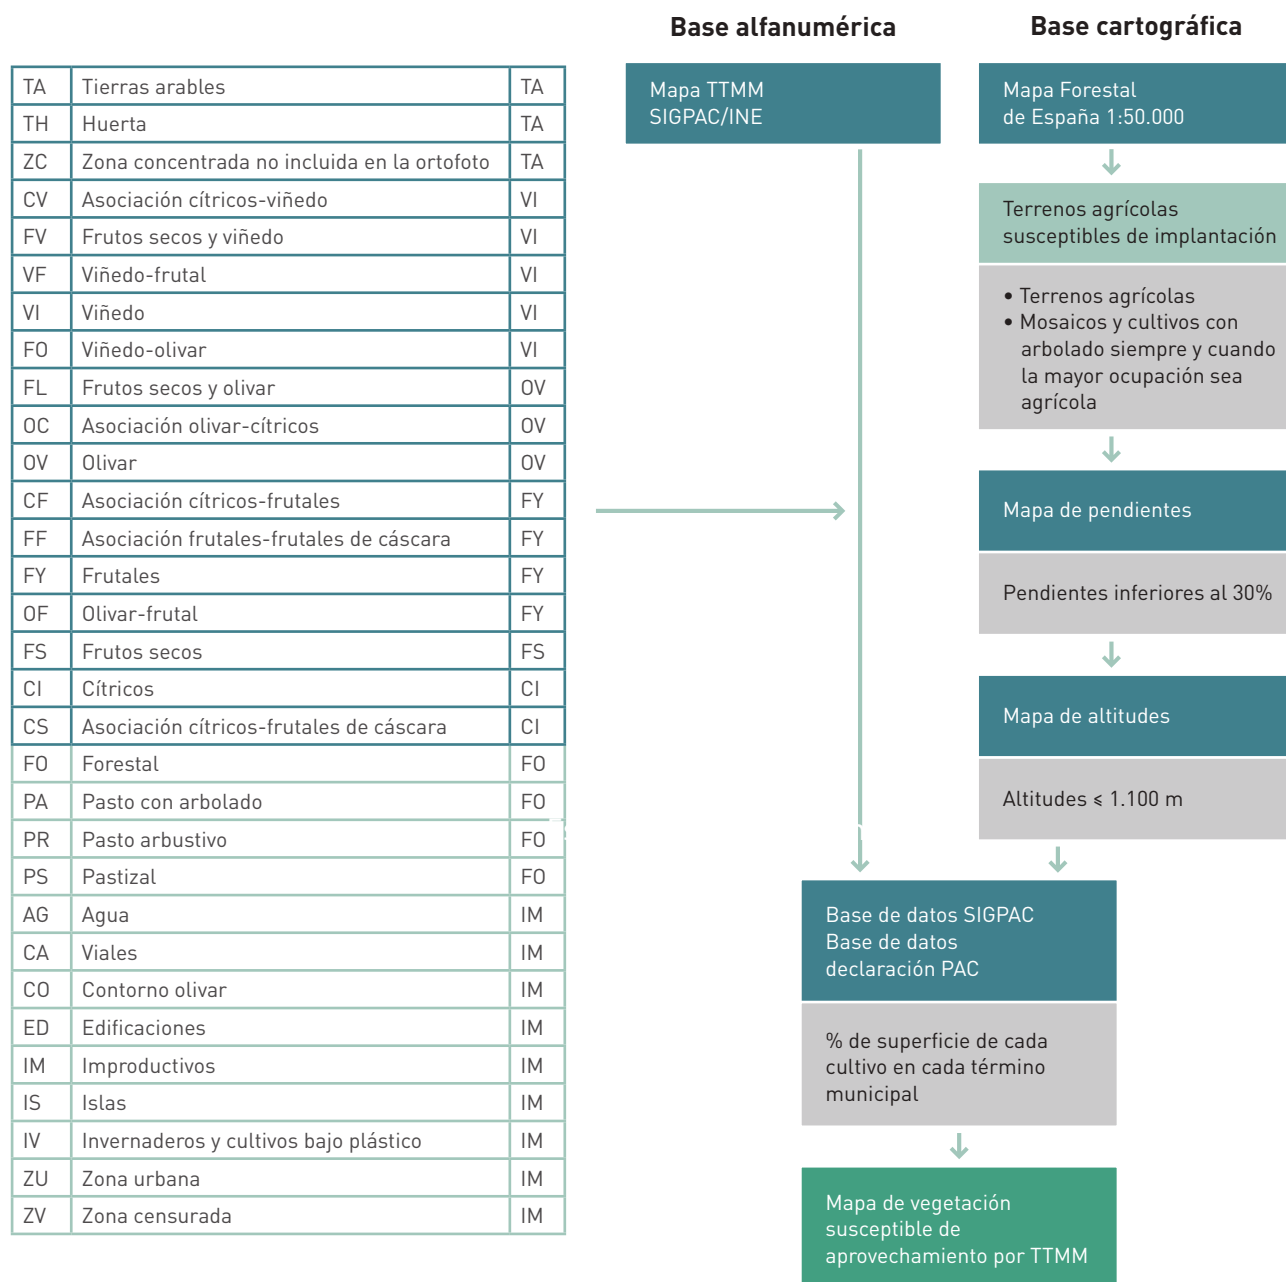 Base alfanumérica
Base cartográfica
TA Tierras arables TA
TH Huerta TA
ZC Zona concentrada no incluida en la ortofoto TA
CV Asociación cítricos-viñedo VI
FV Frutos secos y viñedo VI
VF Viñedo-frutal VI
VI Viñedo VI
FO Viñedo-olivar VI
FL Frutos secos y olivar OV
OC Asociación olivar-cítricos OV
OV Olivar OV
CF Asociación cítricos-frutales FY
FF Asociación frutales-frutales de cáscara FY
FY Frutales FY
OF Olivar-frutal FY
FS Frutos secos FS
CI Cítricos CI
CS Asociación cítricos-frutales de cáscara CI
FO Forestal FO
PA Pasto con arbolado FO
PR Pasto arbustivo FO
PS Pastizal FO
AG Agua IM
CA Viales IM
CO Contorno olivar IM
ED Edificaciones IM
IM Improductivos IM
IS Islas IM
IV Invernaderos y cultivos bajo plástico IM
ZU Zona urbana IM
ZV Zona censurada IM
Mapa TTMM
SIGPAC/INE
Mapa Forestal
de España 1:50.000
Terrenos agrícolas
susceptibles de implantación
• Terrenos agrícolas
• Mosaicos y cultivos con
arbolado siempre y cuando
la mayor ocupación sea
agrícola
Mapa de pendientes
Pendientes inferiores al 30%
Mapa de altitudes
Altitudes ≤ 1.100 m
Base de datos SIGPAC
Base de datos
declaración PAC
% de superficie de cada
cultivo en cada término
municipal
Mapa de vegetación
susceptible de
aprovechamiento por TTMM